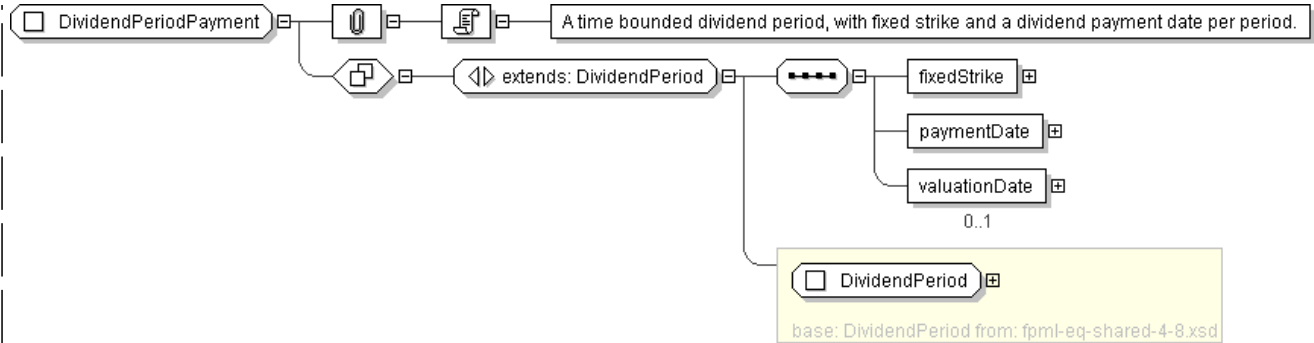 DividendPeriodPayment
A time bounded dividend period, with fixed strike and a dividend payment date per period.
extends: DividendPeriod
fixedStrike
paymentDate
valuationDate
0..1
DividendPeriod
base: DividendPeriod from: fpml-eq-shared-4-8.xsd